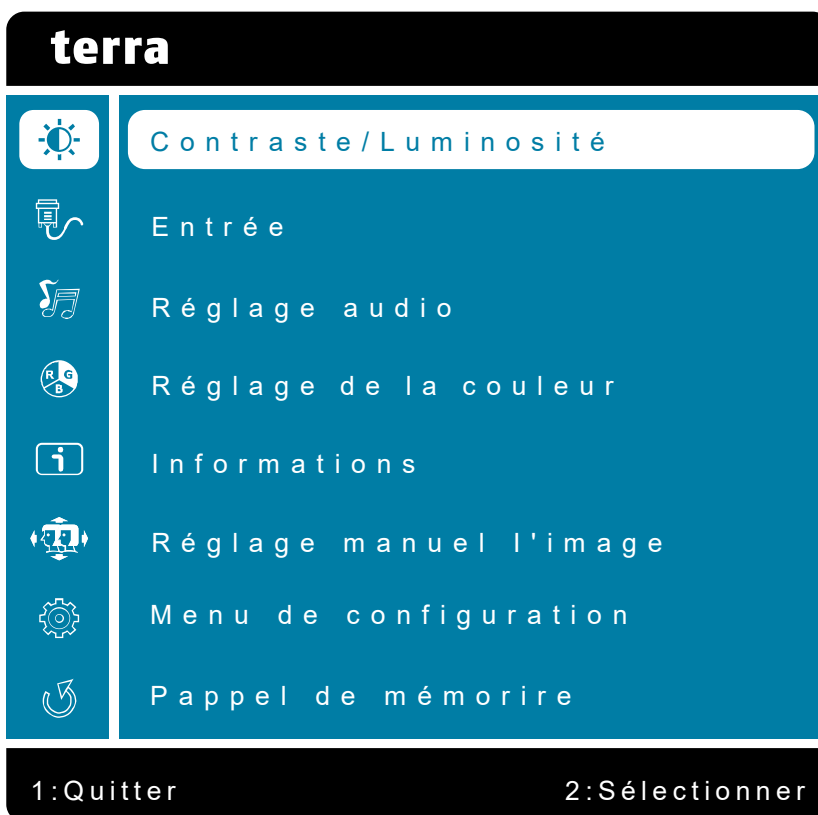 terra
Contraste/Luminosité
Entrée
Réglage audio
R G B
Réglage de la couleur
i
Informations
Réglage manuel l'image
Menu de configuration
Pappel de mémorire
1:Quitter 2:Sélectionner